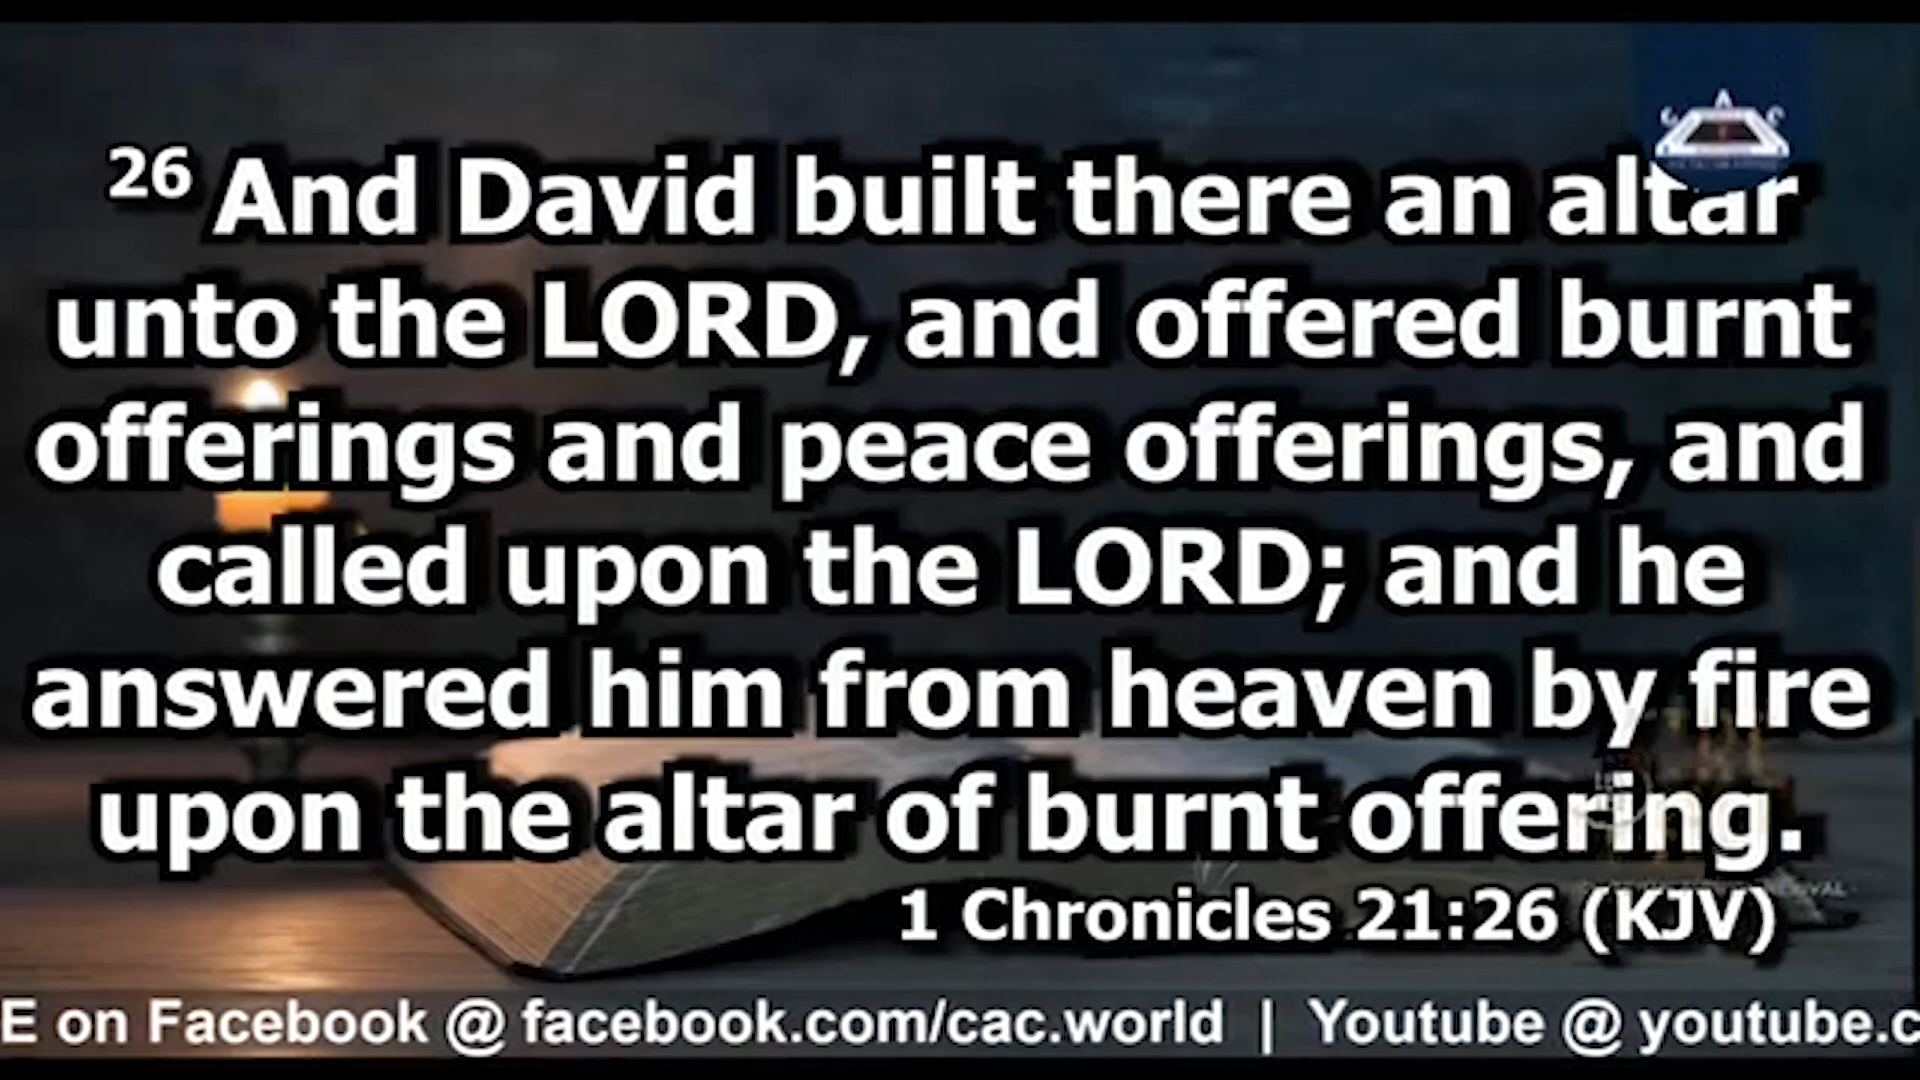 26 And David built there an altar
unto the LORD, and offered burnt
offerings and peace offerings, and
called upon the LORD; and he
answered him from heaven by fire
upon the altar of burnt offering.
1 Chronicles 21:26 (KJV)
E on Facebook @ facebook.com/cac.world | Youtube @ youtube.c